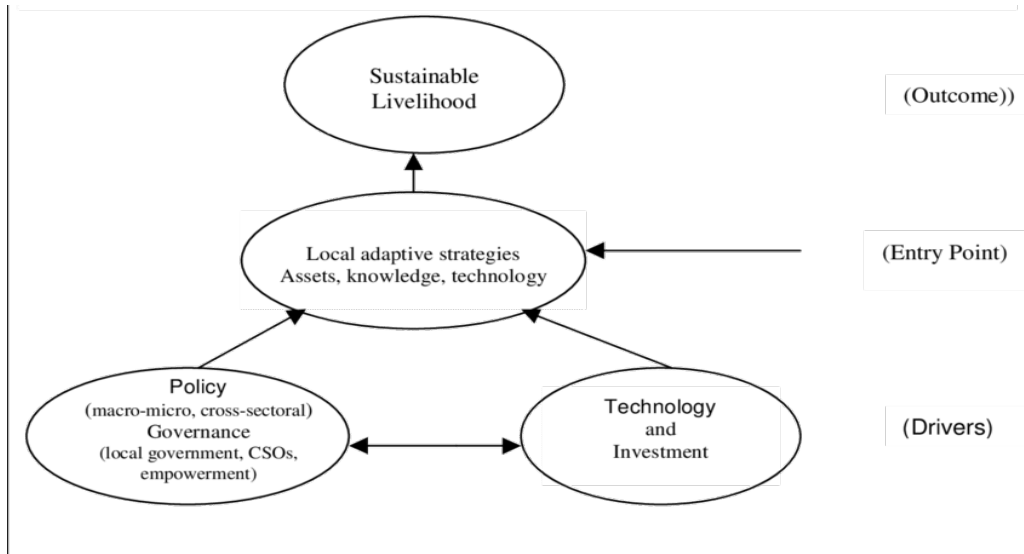 Sustainable
Livelihood
(Outcome))
Local adaptive strategies
Assets, knowledge, technology
(Entry Point)
Policy
(macro-micro, cross-sectoral)
Governance
(local government, CSOs,
empowerment)
Technology
and
Investment
(Drivers)